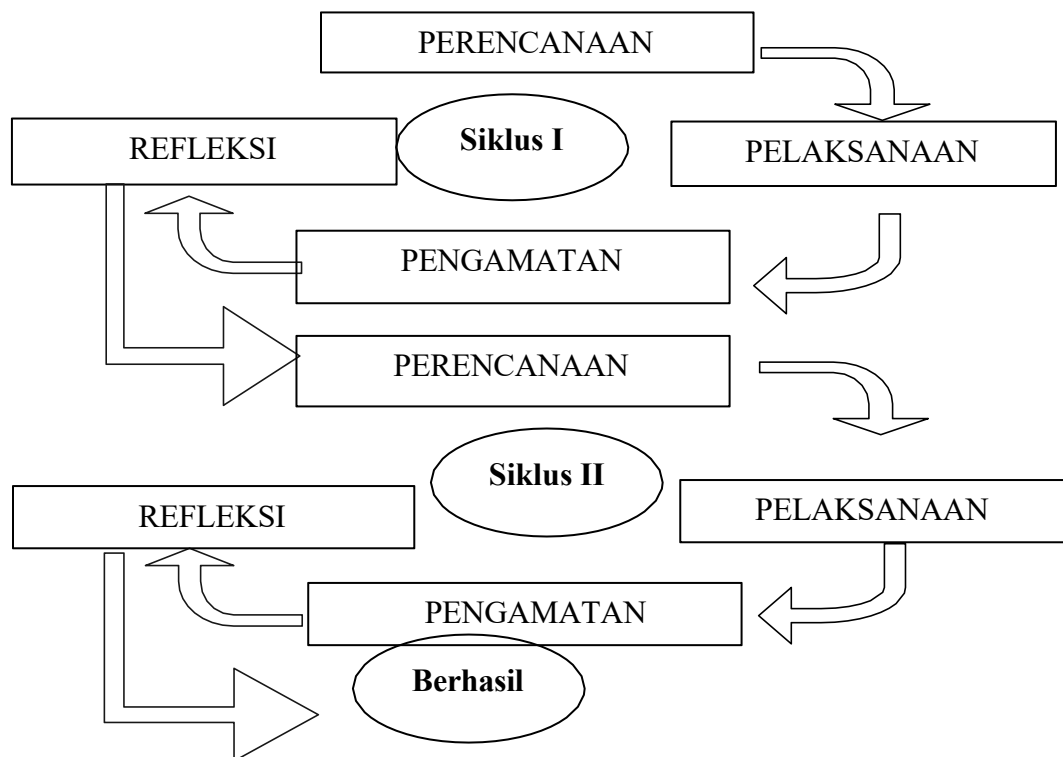 PERENCANAAN
Siklus I
REFLEKSI
PELAKSANAAN
PENGAMATAN
PERENCANAAN
Siklus II
REFLEKSI
PELAKSANAAN
PENGAMATAN
Berhasil